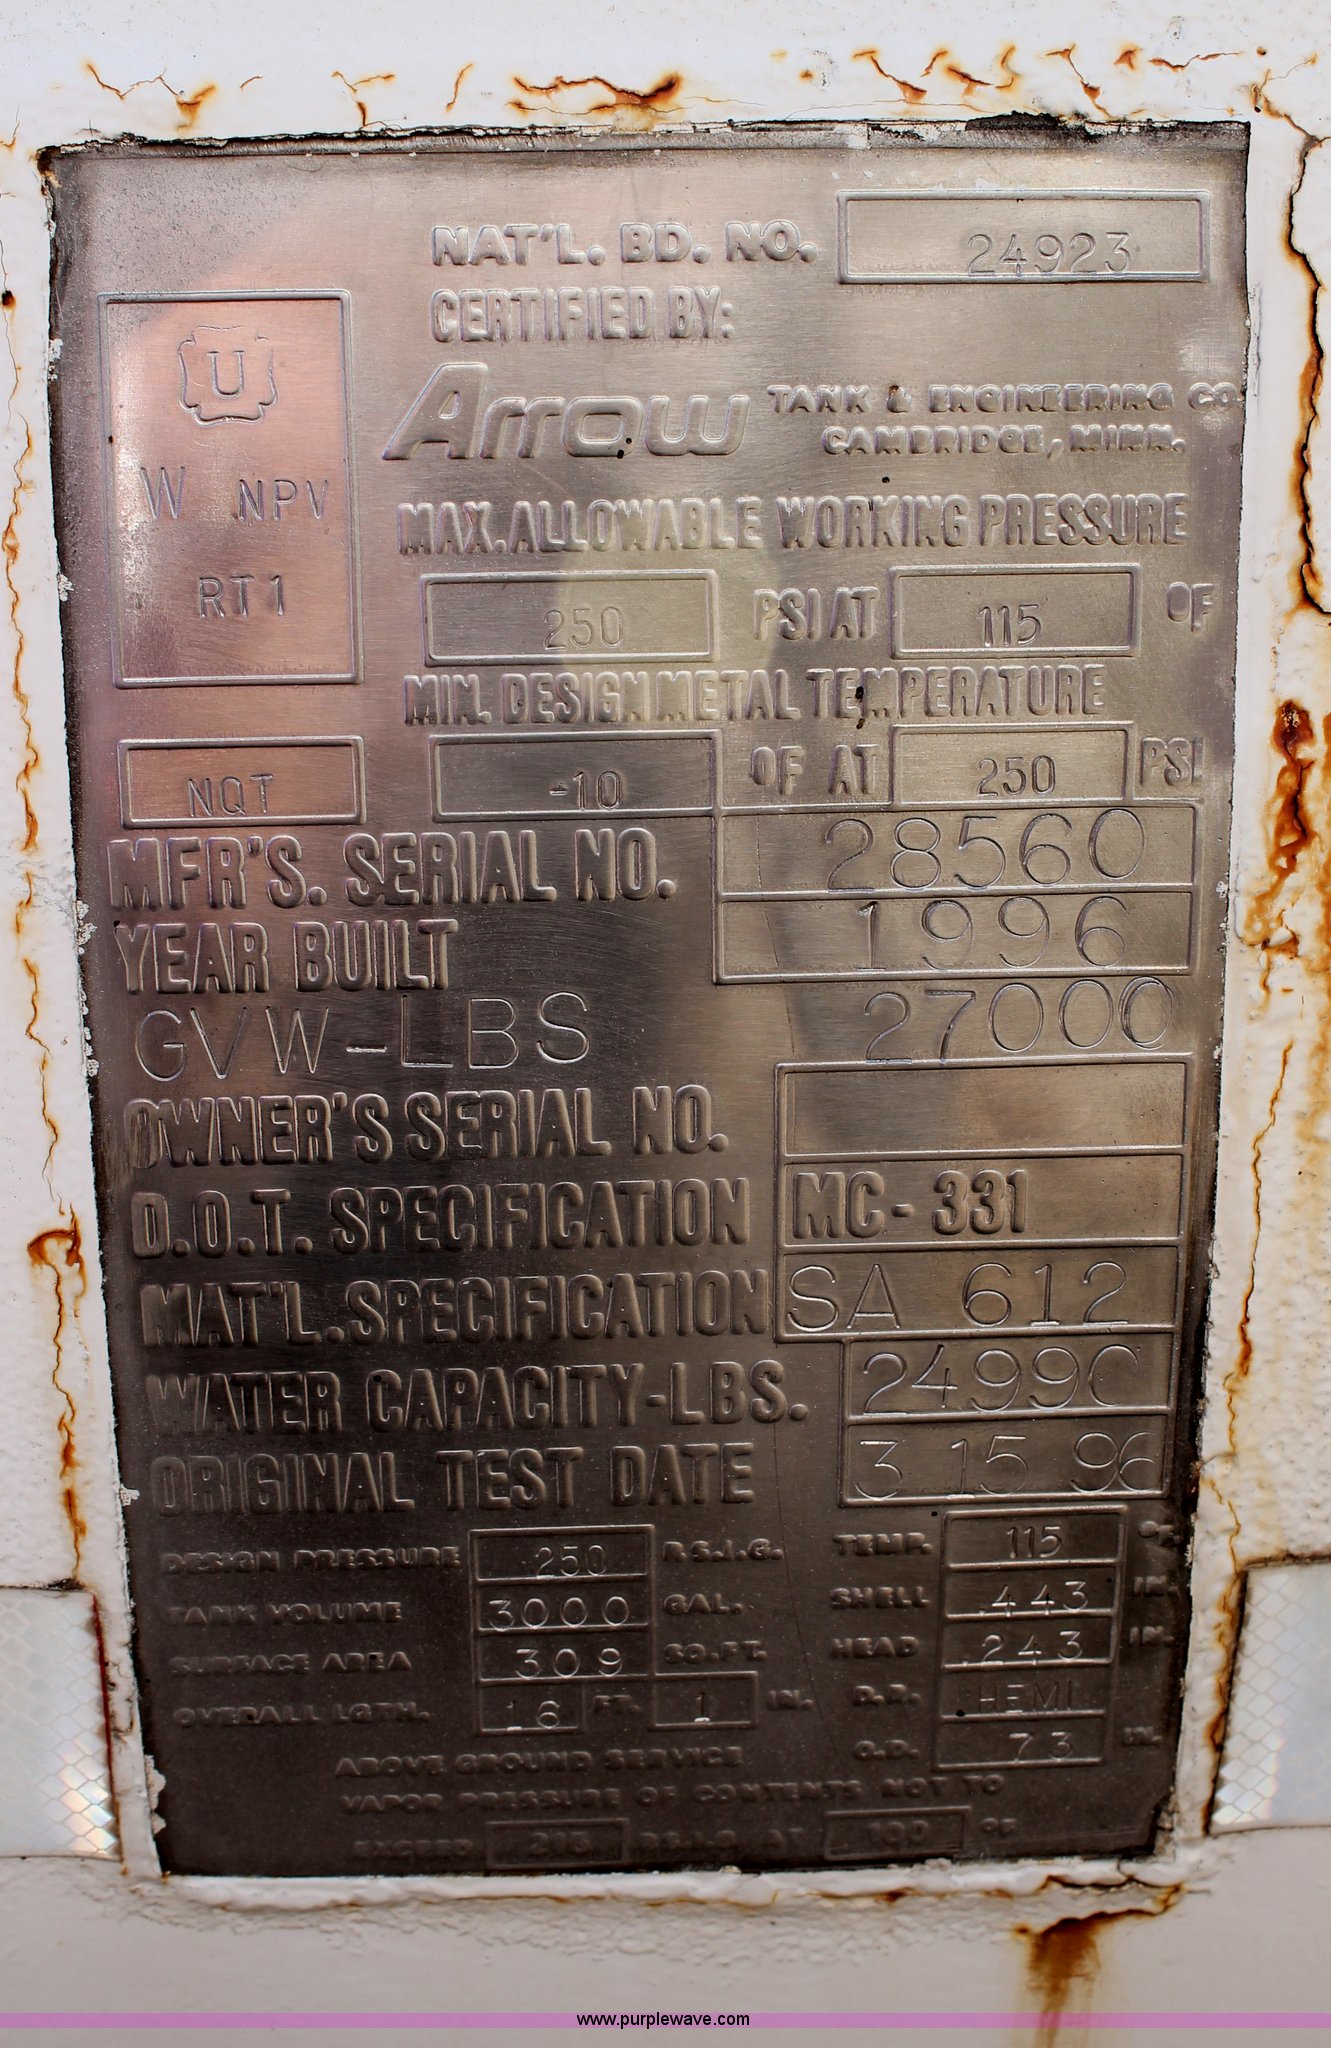 NAT'L. BD. NO. 24923
CERTIFIED BY:
U
Arrow TANK & ENGINEERING CO.
CAMBRIDGE, MINN.
W NPV
RT1
MAX. ALLOWABLE WORKING PRESSURE
250 PSI AT 115 °F
MIN. DESIGN METAL TEMPERATURE
NQT -10 °F AT 250 PSI
MFR'S. SERIAL NO. 28560
YEAR BUILT 1996
GVW-LBS 27000
OWNER'S SERIAL NO.
D.O.T. SPECIFICATION MC-331
MAT'L. SPECIFICATION SA 612
WATER CAPACITY-LBS. 24990
ORIGINAL TEST DATE 3 15 96
DESIGN PRESSURE 250 P.S.I.G. TEMP. 115 °F.
TANK VOLUME 3000 GAL. SHELL .443 IN.
SURFACE AREA 309 SQ.FT. HEAD .243 IN.
OVERALL LGTH. 16 FT. 1 IN. D.R. HEMI
O.D. 73 IN.
ABOVE GROUND SERVICE
VAPOR PRESSURE OF CONTENTS NOT TO
EXCEED 215 P.S.I.G AT 100 °F
www.purplewave.com